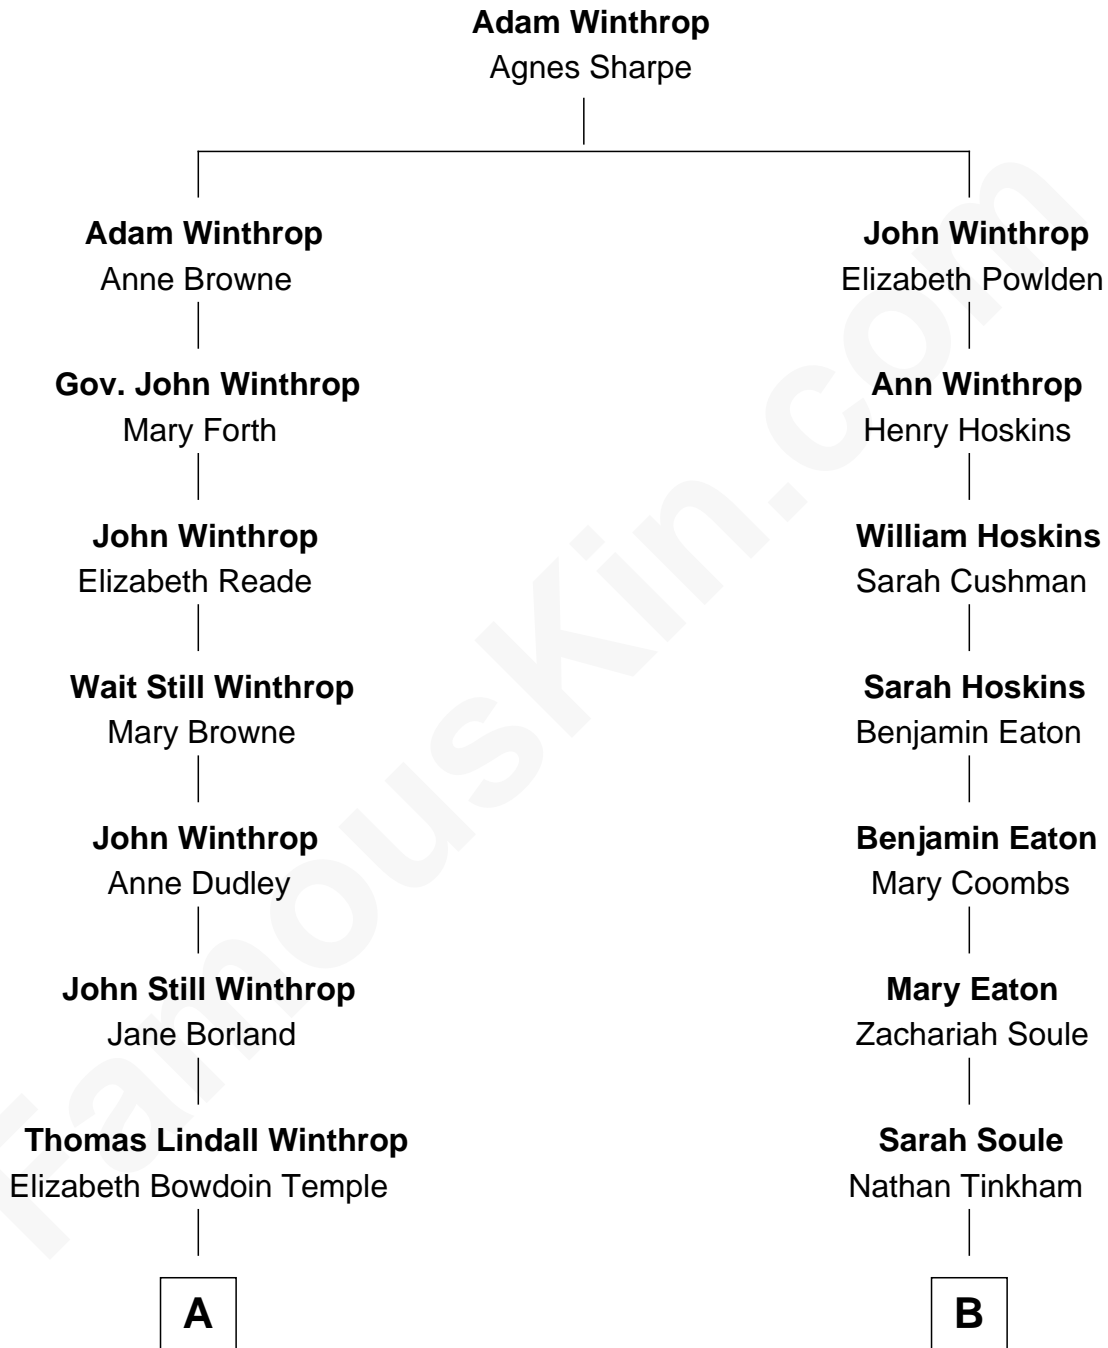 Adam Winthrop
Agnes Sharpe
Adam Winthrop
Anne Browne
Gov. John Winthrop
Mary Forth
John Winthrop
Elizabeth Reade
Wait Still Winthrop
Mary Browne
John Winthrop
Anne Dudley
John Still Winthrop
Jane Borland
Thomas Lindall Winthrop
Elizabeth Bowdoin Temple
A
John Winthrop
Elizabeth Powlden
Ann Winthrop
Henry Hoskins
William Hoskins
Sarah Cushman
Sarah Hoskins
Benjamin Eaton
Benjamin Eaton
Mary Coombs
Mary Eaton
Zachariah Soule
Sarah Soule
Nathan Tinkham
B
FamousKin.com